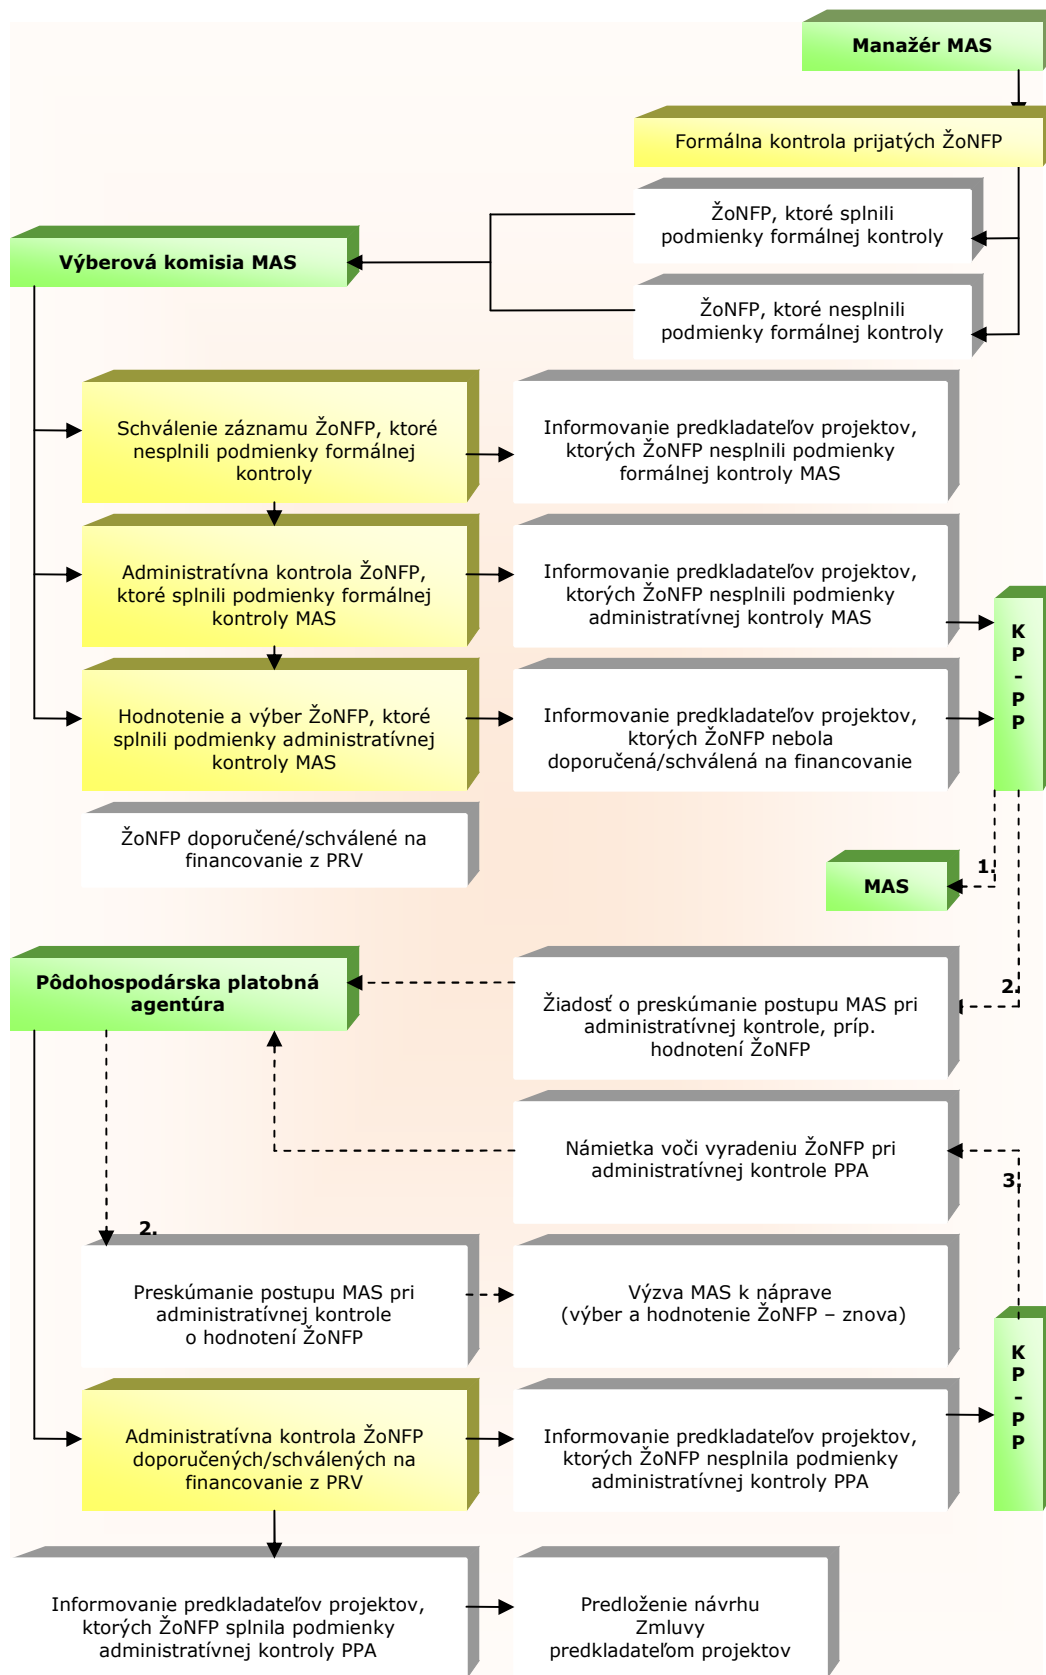 Manažér MAS
Formálna kontrola prijatých ŽoNFP
ŽoNFP, ktoré splnili
podmienky formálnej kontroly
Výberová komisia MAS
ŽoNFP, ktoré nesplnili
podmienky formálnej kontroly
Schválenie záznamu ŽoNFP, ktoré
nesplnili podmienky formálnej
kontroly
Informovanie predkladateľov projektov,
ktorých ŽoNFP nesplnili podmienky
formálnej kontroly MAS
Administratívna kontrola ŽoNFP,
ktoré splnili podmienky formálnej
kontroly MAS
Informovanie predkladateľov projektov,
ktorých ŽoNFP nesplnili podmienky
administratívnej kontroly MAS
K
P
-
P
P
Hodnotenie a výber ŽoNFP, ktoré
splnili podmienky administratívnej
kontroly MAS
Informovanie predkladateľov projektov,
ktorých ŽoNFP nebola
doporučená/schválená na financovanie
ŽoNFP doporučené/schválené na
financovanie z PRV
1.
MAS
Pôdohospodárska platobná
agentúra
2.
Žiadosť o preskúmanie postupu MAS pri
administratívnej kontrole, príp.
hodnotení ŽoNFP
Námietka voči vyradeniu ŽoNFP pri
administratívnej kontrole PPA
3.
2.
Preskúmanie postupu MAS pri
administratívnej kontrole
o hodnotení ŽoNFP
Výzva MAS k náprave
(výber a hodnotenie ŽoNFP – znova)
K
P
-
P
P
Administratívna kontrola ŽoNFP
doporučených/schválených na
financovanie z PRV
Informovanie predkladateľov projektov,
ktorých ŽoNFP nesplnila podmienky
administratívnej kontroly PPA
Informovanie predkladateľov projektov,
ktorých ŽoNFP splnila podmienky
administratívnej kontroly PPA
Predloženie návrhu
Zmluvy
predkladateľom projektov